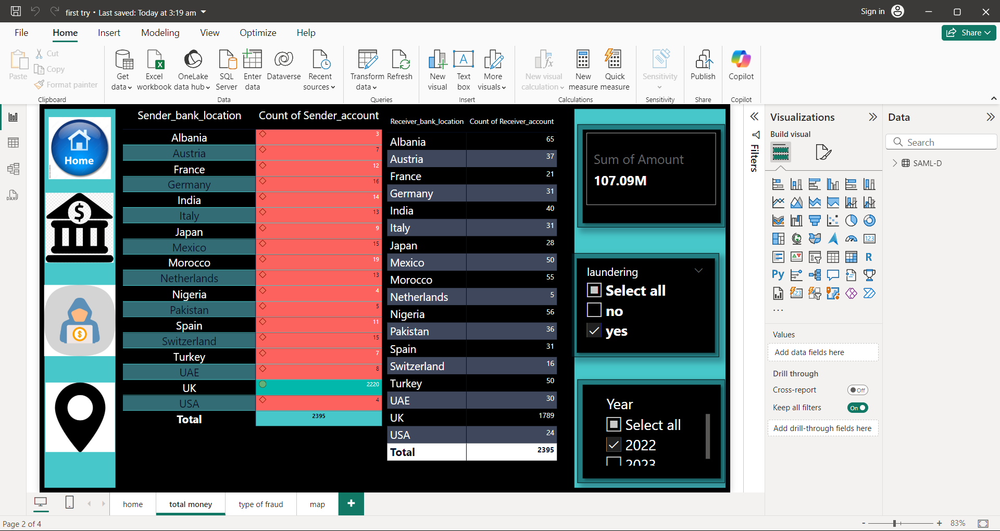 first try • Last saved: Today at 3:19 am
Sign in
File Home Insert Modeling View Optimize Help
Share
Paste
Cut
Copy
Format painter
Clipboard
Get data
Excel workbook
OneLake data hub
SQL Server
Enter data
Dataverse
Recent sources
Data
Transform data
Refresh
Queries
New visual
Text box
More visuals
Insert
New visual calculation
New measure
Quick measure
Calculations
Sensitivity
Sensitivity
Publish
Share
Copilot
Copilot
Home
$
$
Sender_bank_location Count of Sender_account
Albania 3
Austria 7
France 12
Germany 16
India 14
Italy 13
Japan 9
Mexico 15
Morocco 19
Netherlands 13
Nigeria 4
Pakistan 5
Spain 11
Switzerland 15
Turkey 7
UAE 8
UK 2220
USA 4
Total 2395
Receiver_bank_location Count of Receiver_account
Albania 65
Austria 37
France 21
Germany 31
India 40
Italy 31
Japan 28
Mexico 50
Morocco 55
Netherlands 5
Nigeria 56
Pakistan 36
Spain 31
Switzerland 16
Turkey 50
UAE 30
UK 1789
USA 24
Total 2395
Sum of Amount
107.09M
laundering
Select all
no
yes
Year
Select all
2022
2023
Filters
Visualizations
Build visual
123
R
Py
123
...
Values
Add data fields here
Drill through
Cross-report Off
Keep all filters On
Add drill-through fields here
Data
Search
SAML-D
DAX
home total money type of fraud map +
Page 2 of 4
- + 83%